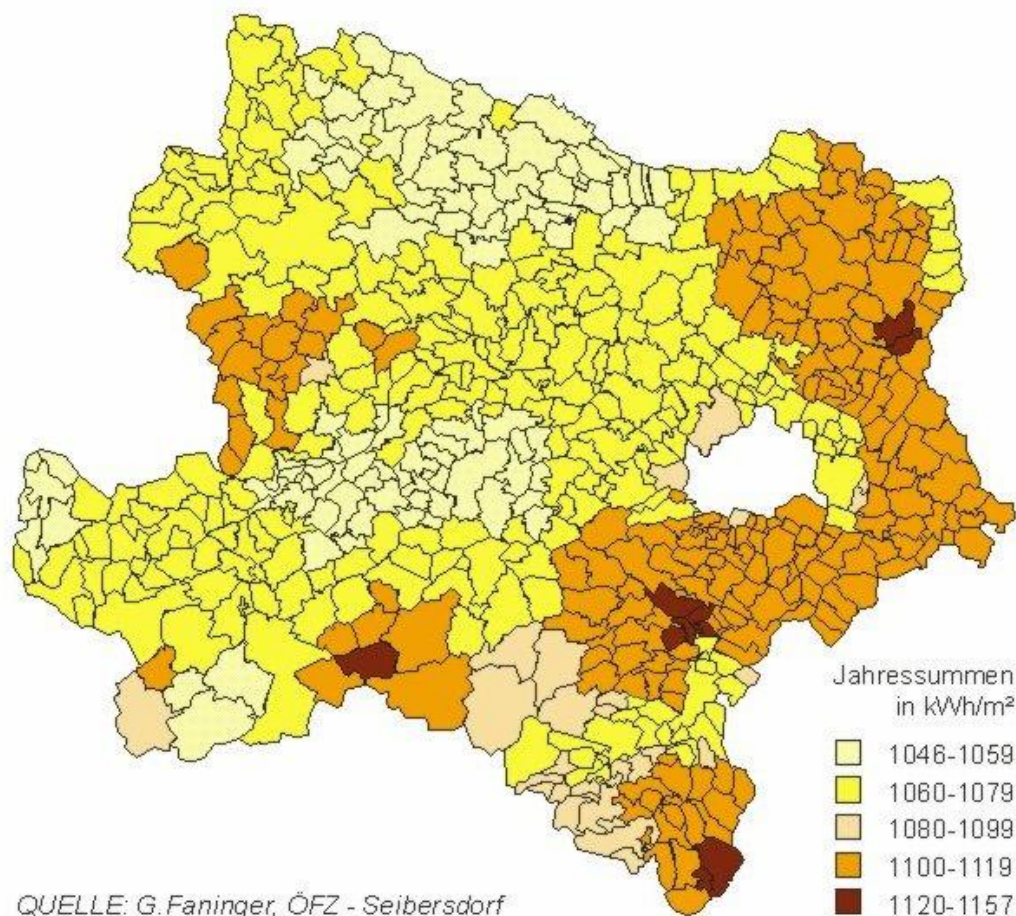 Jahressummen
in kWh/m²
1046-1059
1060-1079
1080-1099
1100-1119
1120-1157
QUELLE: G.Faninger, ÖFZ - Seibersdorf